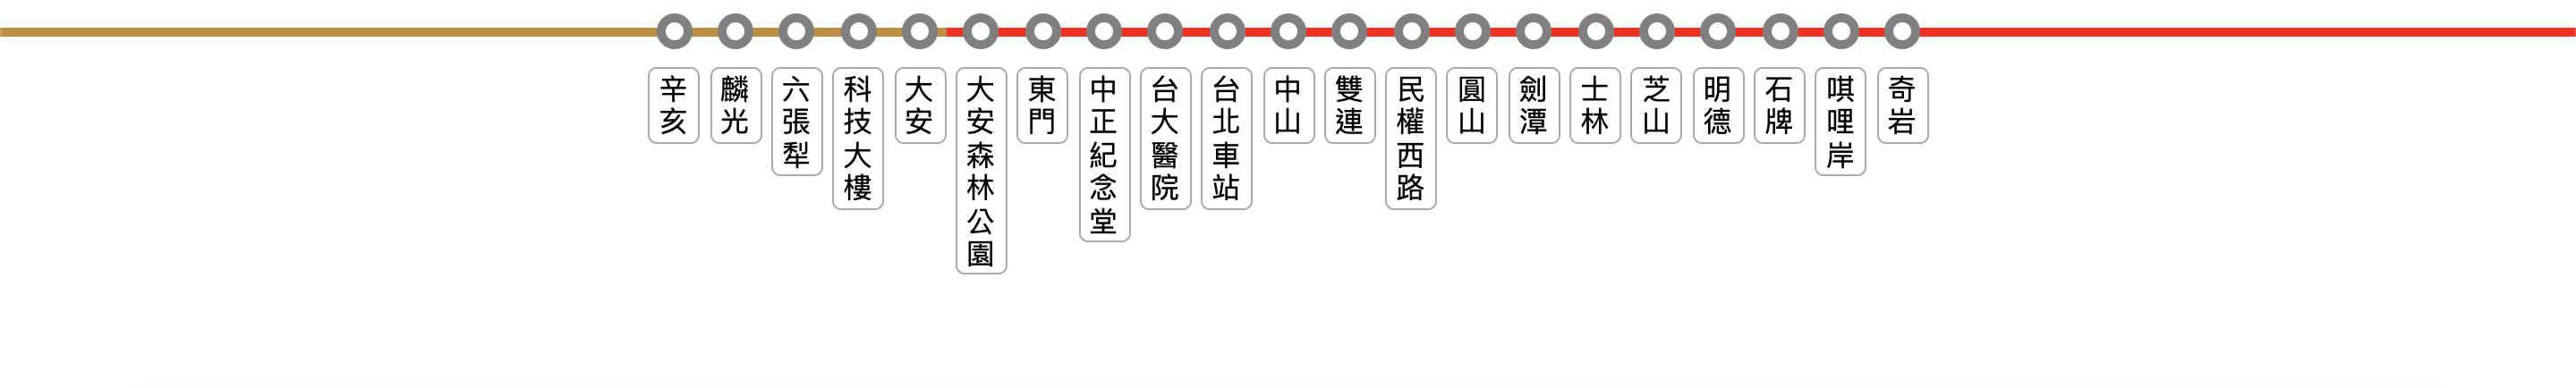 辛亥
麟光
六張犁
科技大樓
大安
大安森林公園
東門
中正紀念堂
台大醫院
台北車站
中山
雙連
民權西路
圓山
劍潭
士林
芝山
明德
石牌
唭哩岸
奇岩